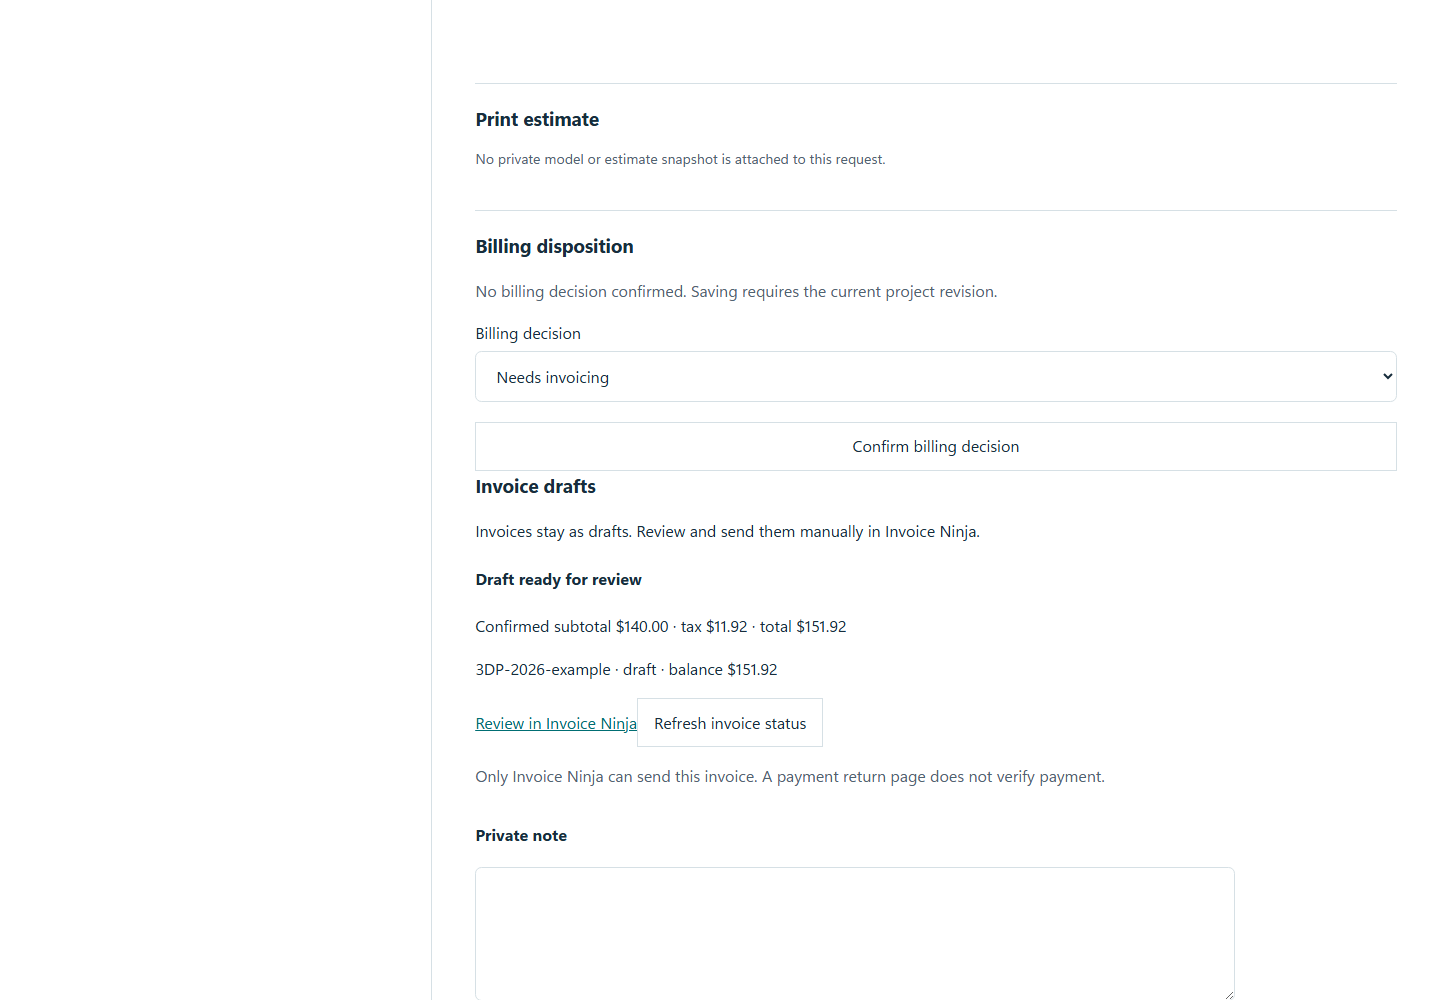 Print estimate
No private model or estimate snapshot is attached to this request.
Billing disposition
No billing decision confirmed. Saving requires the current project revision.
Billing decision
Needs invoicing
Confirm billing decision
Invoice drafts
Invoices stay as drafts. Review and send them manually in Invoice Ninja.
Draft ready for review
Confirmed subtotal $140.00 · tax $11.92 · total $151.92
3DP-2026-example · draft · balance $151.92
Review in Invoice Ninja Refresh invoice status
Only Invoice Ninja can send this invoice. A payment return page does not verify payment.
Private note